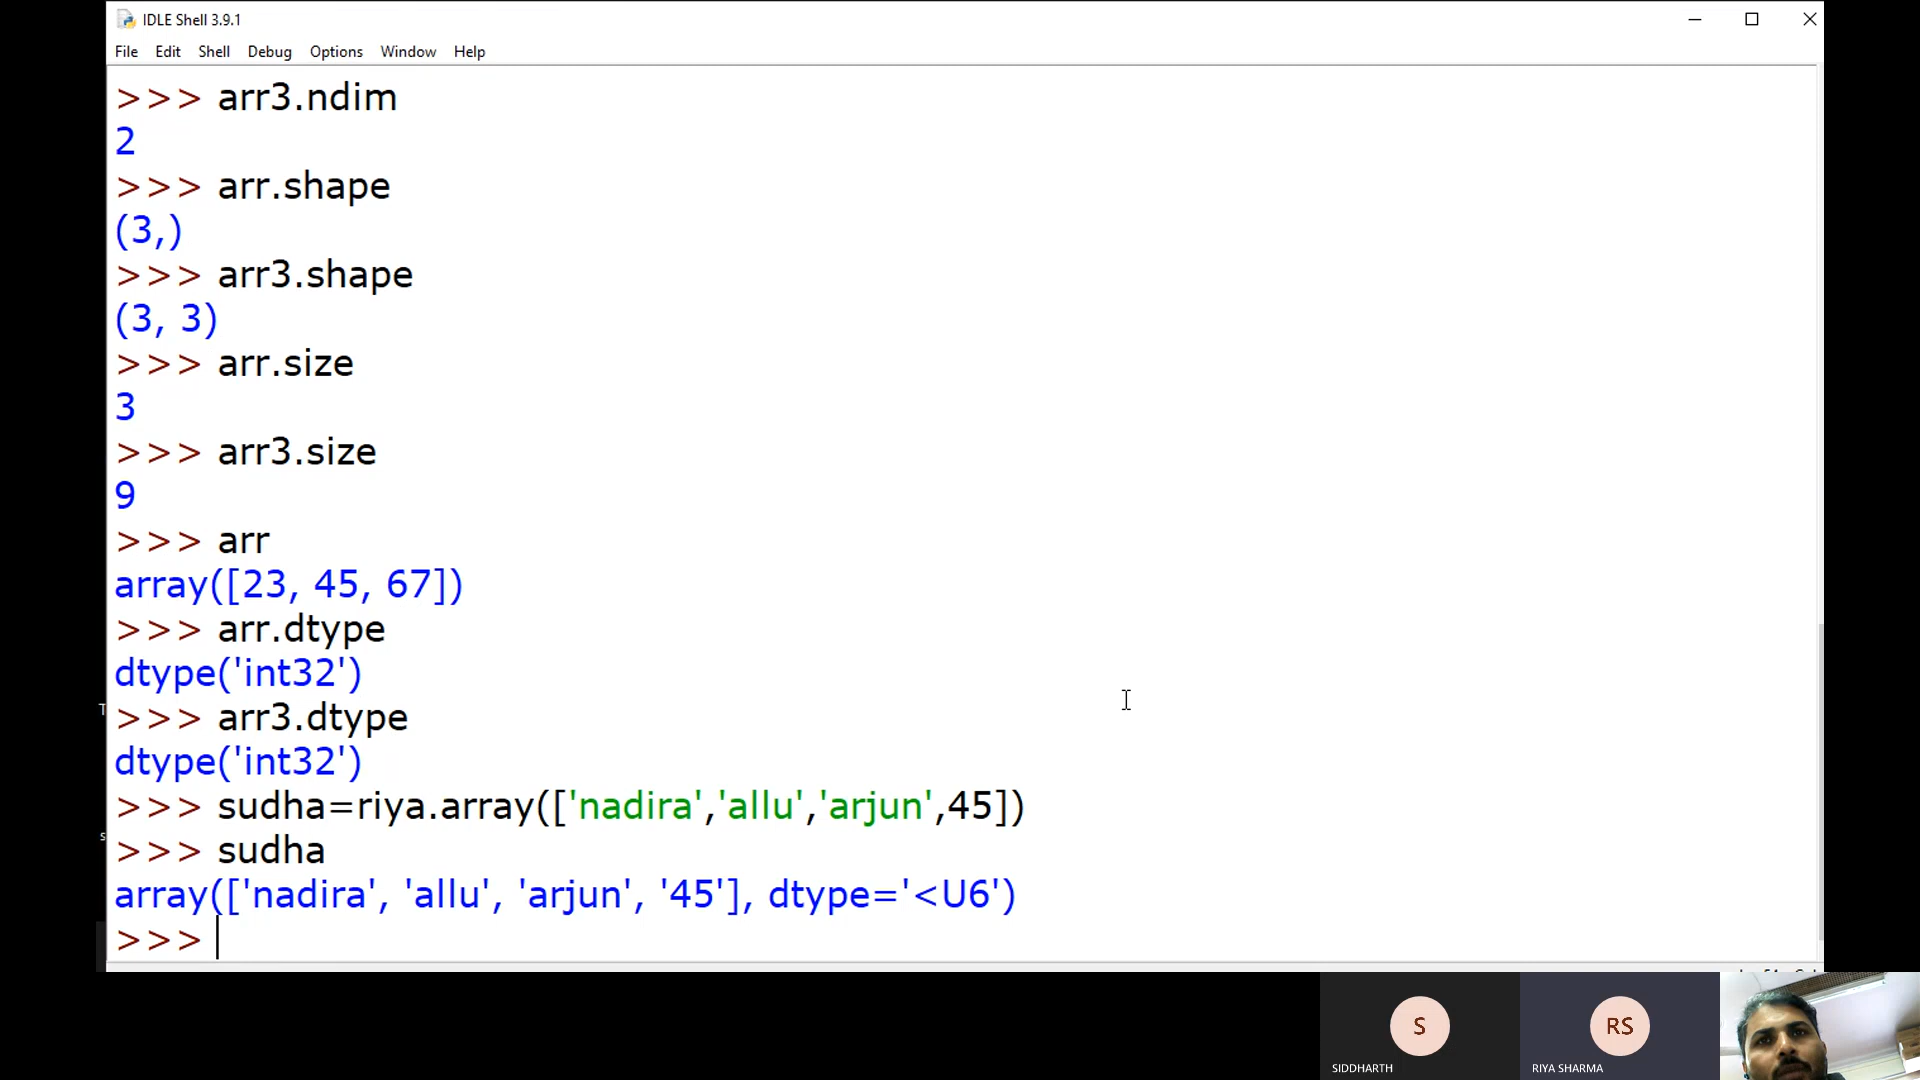 IDLE Shell 3.9.1
File Edit Shell Debug Options Window Help
>>> arr3.ndim
2
>>> arr.shape
(3,)
>>> arr3.shape
(3, 3)
>>> arr.size
3
>>> arr3.size
9
>>> arr
array([23, 45, 67])
>>> arr.dtype
dtype('int32')
>>> arr3.dtype
dtype('int32')
>>> sudha=riya.array(['nadira','allu','arjun',45])
>>> sudha
array(['nadira', 'allu', 'arjun', '45'], dtype='<U6')
>>>
S
SIDDHARTH
RS
RIYA SHARMA